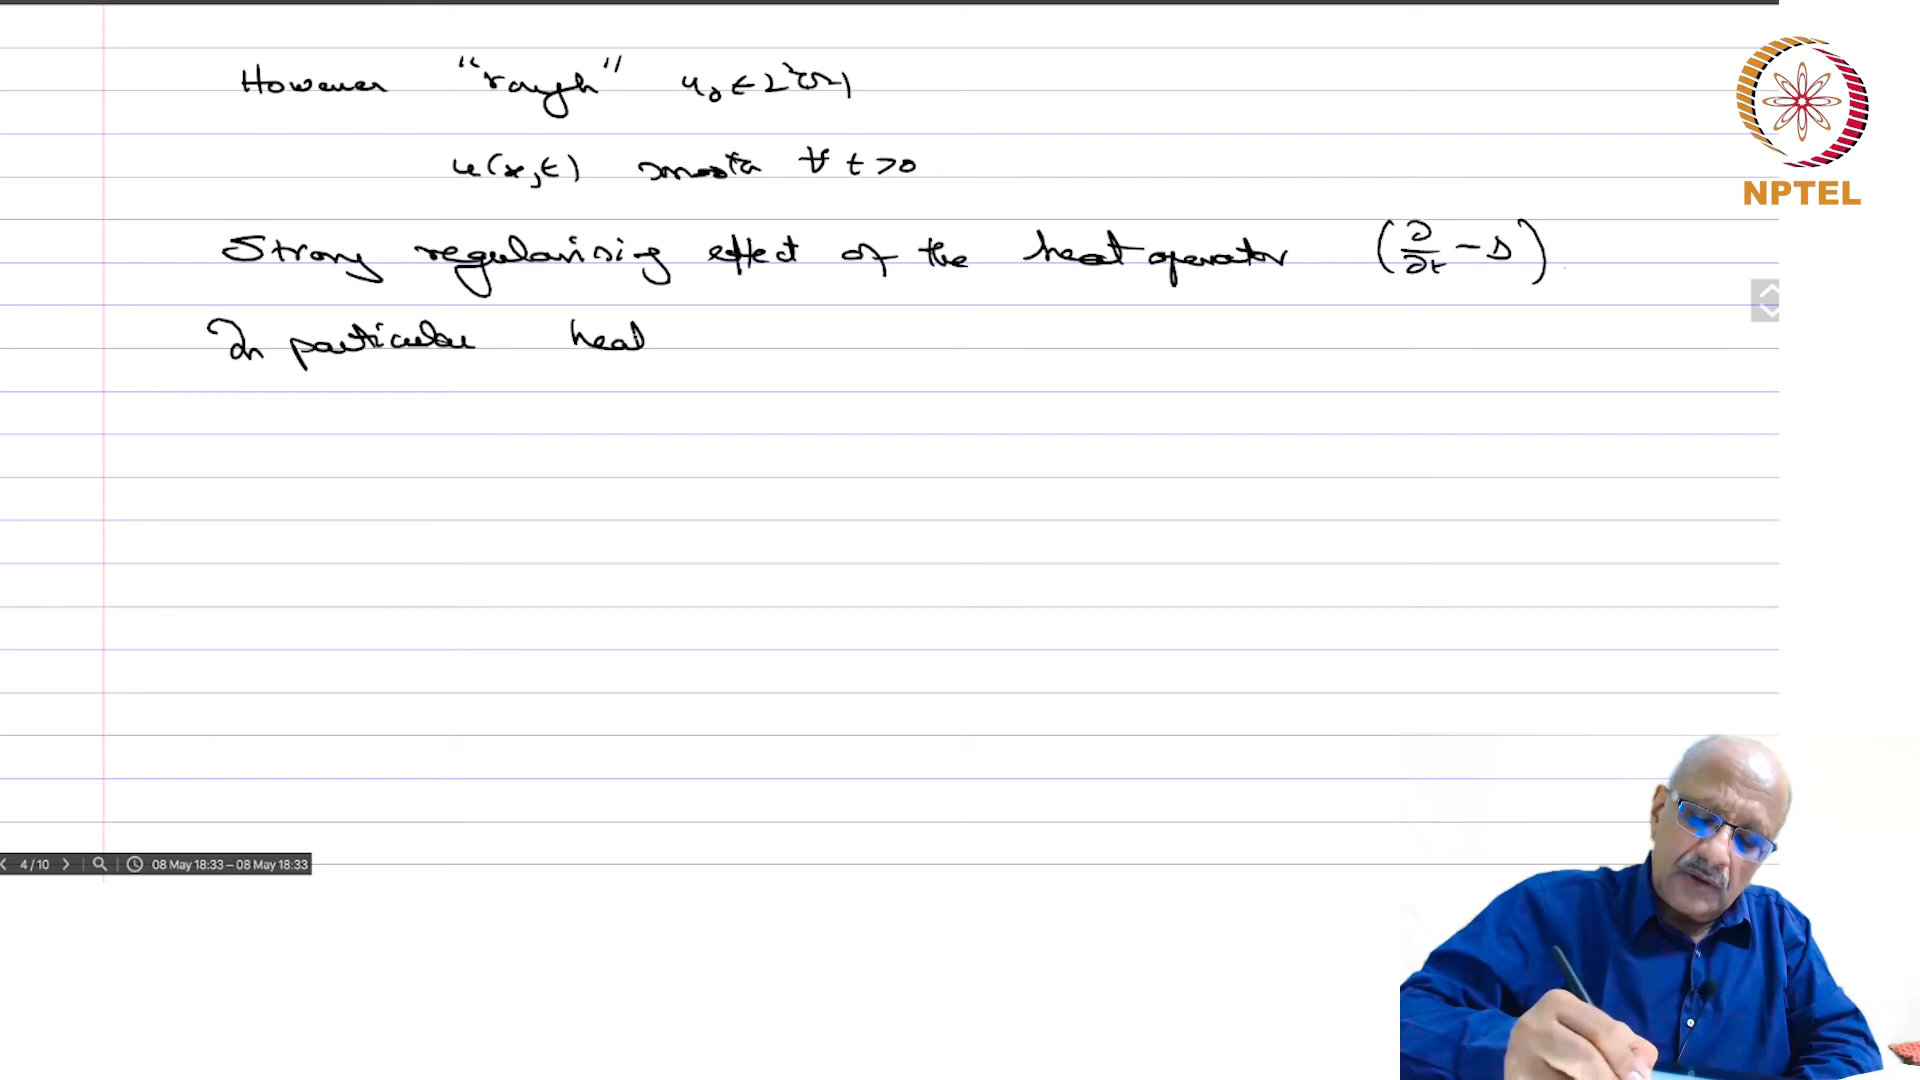 However "rough" u₀ ∈ L²(Ω)
u(x,t) smooth ∀ t >0
Strong regularising effect of the heat operator (∂/∂t − Δ).
In particular heat
NPTEL
4 / 10 08 May 18:33 – 08 May 18:33